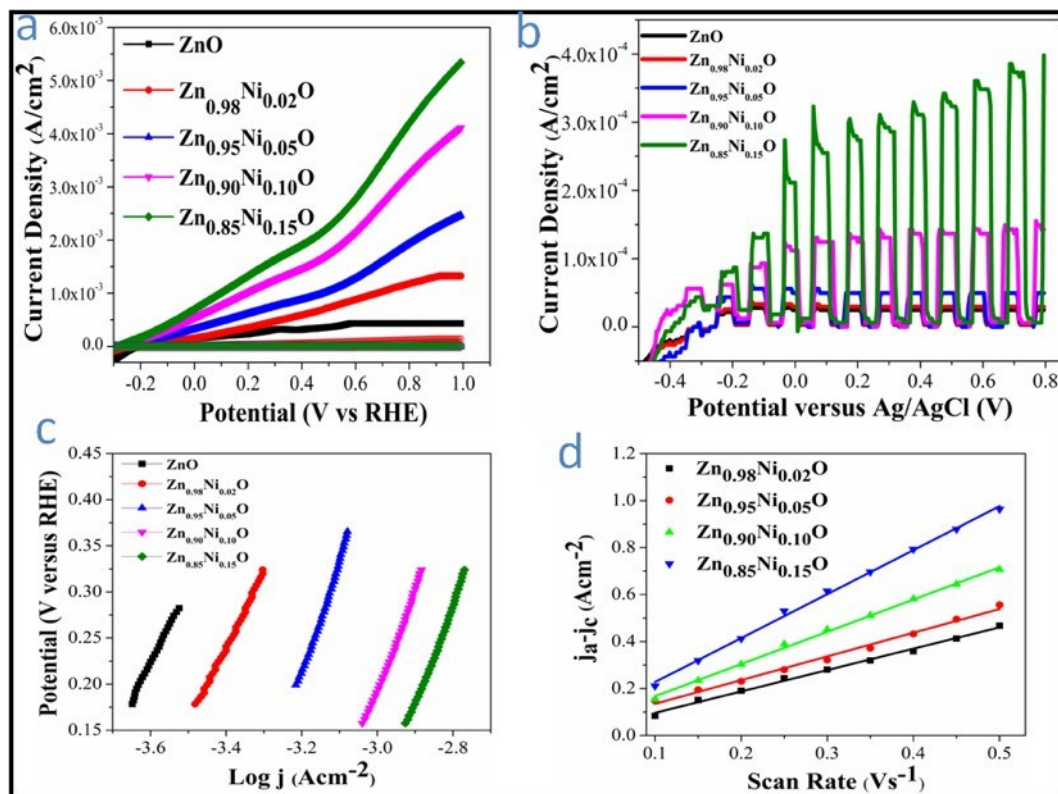 a
6.0x10⁻³
5.0x10⁻³
4.0x10⁻³
3.0x10⁻³
2.0x10⁻³
1.0x10⁻³
0.0
Current Density (A/cm²)
ZnO
Zn₀.₉₈Ni₀.₀₂O
Zn₀.₉₅Ni₀.₀₅O
Zn₀.₉₀Ni₀.₁₀O
Zn₀.₈₅Ni₀.₁₅O
-0.2 0.0 0.2 0.4 0.6 0.8 1.0
Potential (V vs RHE)
b
4.0x10⁻⁴
3.0x10⁻⁴
2.0x10⁻⁴
1.0x10⁻⁴
0.0
Current Density (A/cm²)
ZnO
Zn₀.₉₈Ni₀.₀₂O
Zn₀.₉₅Ni₀.₀₅O
Zn₀.₉₀Ni₀.₁₀O
Zn₀.₈₅Ni₀.₁₅O
-0.4 -0.2 0.0 0.2 0.4 0.6 0.8
Potential versus Ag/AgCl (V)
c
0.45
0.40
0.35
0.30
0.25
0.20
0.15
Potential (V versus RHE)
ZnO
Zn₀.₉₈Ni₀.₀₂O
Zn₀.₉₅Ni₀.₀₅O
Zn₀.₉₀Ni₀.₁₀O
Zn₀.₈₅Ni₀.₁₅O
-3.6 -3.4 -3.2 -3.0 -2.8
Log j (Acm⁻²)
d
1.2
1.0
0.8
0.6
0.4
0.2
0.0
jₐ-j꜀ (Acm⁻²)
Zn₀.₉₈Ni₀.₀₂O
Zn₀.₉₅Ni₀.₀₅O
Zn₀.₉₀Ni₀.₁₀O
Zn₀.₈₅Ni₀.₁₅O
0.1 0.2 0.3 0.4 0.5
Scan Rate (Vs⁻¹)